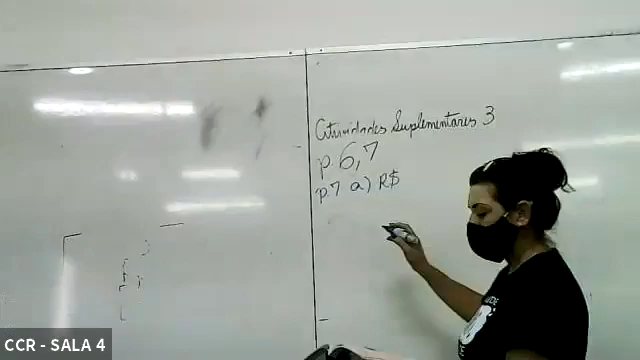 Atividades Suplementares 3
p. 6, 7
p. 7 a) R$
CCR - SALA 4